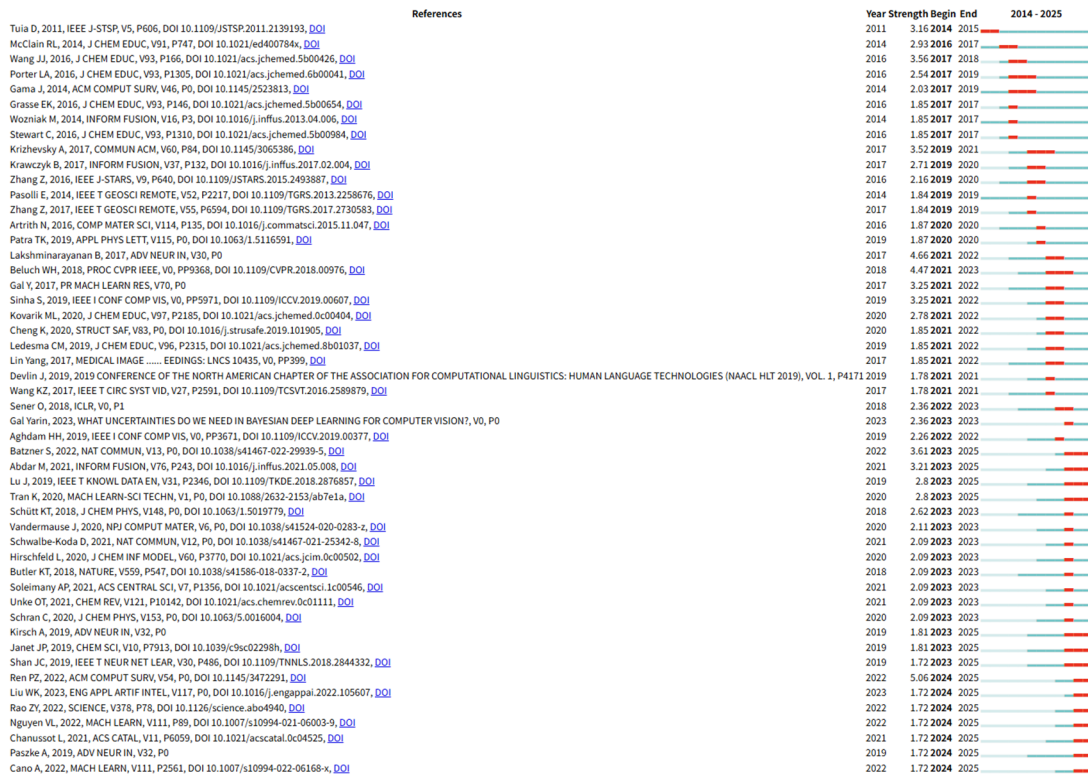 References Year Strength Begin End 2014 - 2025
Tuia D, 2011, IEEE J-STSP, V5, P606, DOI 10.1109/JSTSP.2011.2139193, DOI 2011 3.16 2014 2015
McClain RL, 2014, J CHEM EDUC, V91, P747, DOI 10.1021/ed400784x, DOI 2014 2.93 2016 2017
Wang JJ, 2016, J CHEM EDUC, V93, P166, DOI 10.1021/acs.jchemed.5b00426, DOI 2016 3.56 2017 2018
Porter LA, 2016, J CHEM EDUC, V93, P1305, DOI 10.1021/acs.jchemed.6b00041, DOI 2016 2.54 2017 2019
Gama J, 2014, ACM COMPUT SURV, V46, P0, DOI 10.1145/2523813, DOI 2014 2.03 2017 2019
Grasse EK, 2016, J CHEM EDUC, V93, P146, DOI 10.1021/acs.jchemed.5b00654, DOI 2016 1.85 2017 2017
Wozniak M, 2014, INFORM FUSION, V16, P3, DOI 10.1016/j.inffus.2013.04.006, DOI 2014 1.85 2017 2017
Stewart C, 2016, J CHEM EDUC, V93, P1310, DOI 10.1021/acs.jchemed.5b00984, DOI 2016 1.85 2017 2017
Krizhevsky A, 2017, COMMUN ACM, V60, P84, DOI 10.1145/3065386, DOI 2017 3.52 2019 2021
Krawczyk B, 2017, INFORM FUSION, V37, P132, DOI 10.1016/j.inffus.2017.02.004, DOI 2017 2.71 2019 2020
Zhang Z, 2016, IEEE J-STARS, V9, P640, DOI 10.1109/JSTARS.2015.2493887, DOI 2016 2.16 2019 2020
Pasolli E, 2014, IEEE T GEOSCI REMOTE, V52, P2217, DOI 10.1109/TGRS.2013.2258676, DOI 2014 1.84 2019 2019
Zhang Z, 2017, IEEE T GEOSCI REMOTE, V55, P6594, DOI 10.1109/TGRS.2017.2730583, DOI 2017 1.84 2019 2019
Artrith N, 2016, COMP MATER SCI, V114, P135, DOI 10.1016/j.commatsci.2015.11.047, DOI 2016 1.87 2020 2020
Patra TK, 2019, APPL PHYS LETT, V115, P0, DOI 10.1063/1.5116591, DOI 2019 1.87 2020 2020
Lakshminarayanan B, 2017, ADV NEUR IN, V30, P0 2017 4.66 2021 2022
Beluch WH, 2018, PROC CVPR IEEE, V0, PP9368, DOI 10.1109/CVPR.2018.00976, DOI 2018 4.47 2021 2023
Gal Y, 2017, PR MACH LEARN RES, V70, P0 2017 3.25 2021 2022
Sinha S, 2019, IEEE I CONF COMP VIS, V0, PP5971, DOI 10.1109/ICCV.2019.00607, DOI 2019 3.25 2021 2022
Kovarik ML, 2020, J CHEM EDUC, V97, P2185, DOI 10.1021/acs.jchemed.0c00404, DOI 2020 2.78 2021 2022
Cheng K, 2020, STRUCT SAF, V83, P0, DOI 10.1016/j.strusafe.2019.101905, DOI 2020 1.85 2021 2022
Ledesma CM, 2019, J CHEM EDUC, V96, P2315, DOI 10.1021/acs.jchemed.8b01037, DOI 2019 1.85 2021 2022
Lin Yang, 2017, MEDICAL IMAGE ...... EEDINGS: LNCS 10435, V0, PP399, DOI 2017 1.85 2021 2022
Devlin J, 2019, 2019 CONFERENCE OF THE NORTH AMERICAN CHAPTER OF THE ASSOCIATION FOR COMPUTATIONAL LINGUISTICS: HUMAN LANGUAGE TECHNOLOGIES (NAACL HLT 2019), VOL. 1, P4171 2019 1.78 2021 2021
Wang KZ, 2017, IEEE T CIRC SYST VID, V27, P2591, DOI 10.1109/TCSVT.2016.2589879, DOI 2017 1.78 2021 2021
Sener O, 2018, ICLR, V0, P1 2018 2.36 2022 2023
Gal Yarin, 2023, WHAT UNCERTAINTIES DO WE NEED IN BAYESIAN DEEP LEARNING FOR COMPUTER VISION?, V0, P0 2023 2.36 2023 2023
Aghdam HH, 2019, IEEE I CONF COMP VIS, V0, PP3671, DOI 10.1109/ICCV.2019.00377, DOI 2019 2.26 2022 2022
Batzner S, 2022, NAT COMMUN, V13, P0, DOI 10.1038/s41467-022-29939-5, DOI 2022 3.61 2023 2025
Abdar M, 2021, INFORM FUSION, V76, P243, DOI 10.1016/j.inffus.2021.05.008, DOI 2021 3.21 2023 2025
Lu J, 2019, IEEE T KNOWL DATA EN, V31, P2346, DOI 10.1109/TKDE.2018.2876857, DOI 2019 2.8 2023 2025
Tran K, 2020, MACH LEARN-SCI TECHN, V1, P0, DOI 10.1088/2632-2153/ab7e1a, DOI 2020 2.8 2023 2025
Schütt KT, 2018, J CHEM PHYS, V148, P0, DOI 10.1063/1.5019779, DOI 2018 2.62 2023 2023
Vandermause J, 2020, NPJ COMPUT MATER, V6, P0, DOI 10.1038/s41524-020-0283-z, DOI 2020 2.11 2023 2023
Schwalbe-Koda D, 2021, NAT COMMUN, V12, P0, DOI 10.1038/s41467-021-25342-8, DOI 2021 2.09 2023 2023
Hirschfeld L, 2020, J CHEM INF MODEL, V60, P3770, DOI 10.1021/acs.jcim.0c00502, DOI 2020 2.09 2023 2023
Butler KT, 2018, NATURE, V559, P547, DOI 10.1038/s41586-018-0337-2, DOI 2018 2.09 2023 2023
Soleimany AP, 2021, ACS CENTRAL SCI, V7, P1356, DOI 10.1021/acscentsci.1c00546, DOI 2021 2.09 2023 2023
Unke OT, 2021, CHEM REV, V121, P10142, DOI 10.1021/acs.chemrev.0c01111, DOI 2021 2.09 2023 2023
Schran C, 2020, J CHEM PHYS, V153, P0, DOI 10.1063/5.0016004, DOI 2020 2.09 2023 2023
Kirsch A, 2019, ADV NEUR IN, V32, P0 2019 1.81 2023 2025
Janet JP, 2019, CHEM SCI, V10, P7913, DOI 10.1039/c9sc02298h, DOI 2019 1.81 2023 2025
Shan JC, 2019, IEEE T NEUR NET LEAR, V30, P486, DOI 10.1109/TNNLS.2018.2844332, DOI 2019 1.72 2023 2025
Ren PZ, 2022, ACM COMPUT SURV, V54, P0, DOI 10.1145/3472291, DOI 2022 5.06 2024 2025
Liu WK, 2023, ENG APPL ARTIF INTEL, V117, P0, DOI 10.1016/j.engappai.2022.105607, DOI 2023 1.72 2024 2025
Rao ZY, 2022, SCIENCE, V378, P78, DOI 10.1126/science.abo4940, DOI 2022 1.72 2024 2025
Nguyen VL, 2022, MACH LEARN, V111, P89, DOI 10.1007/s10994-021-06003-9, DOI 2022 1.72 2024 2025
Chanussot L, 2021, ACS CATAL, V11, P6059, DOI 10.1021/acscatal.0c04525, DOI 2021 1.72 2024 2025
Paszke A, 2019, ADV NEUR IN, V32, P0 2019 1.72 2024 2025
Cano A, 2022, MACH LEARN, V111, P2561, DOI 10.1007/s10994-022-06168-x, DOI 2022 1.72 2024 2025